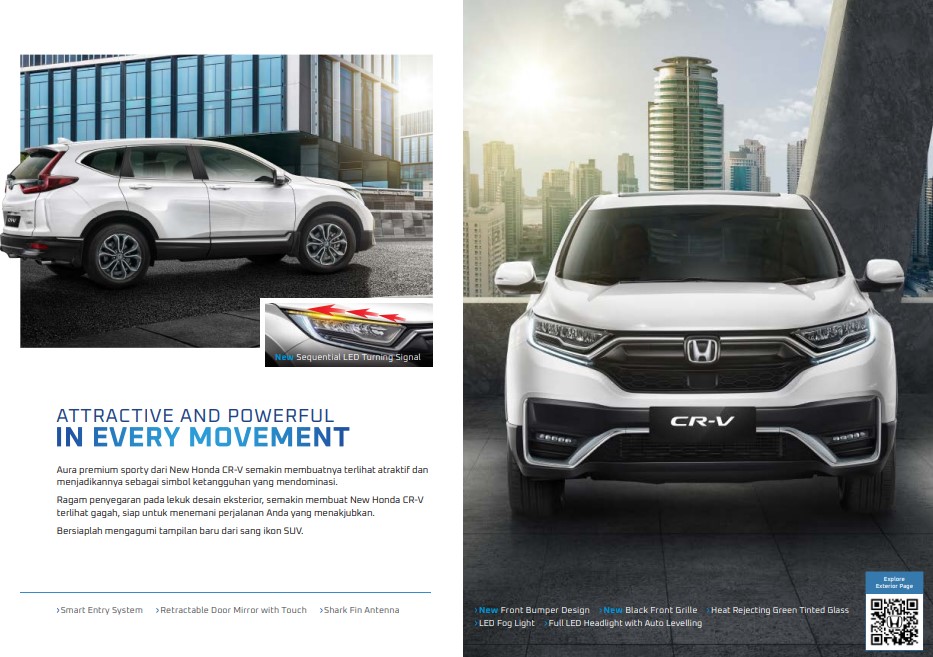 CR-V
New Sequential LED Turning Signal
ATTRACTIVE AND POWERFUL
IN EVERY MOVEMENT
Aura premium sporty dari New Honda CR-V semakin membuatnya terlihat atraktif dan
menjadikannya sebagai simbol ketangguhan yang mendominasi.
Ragam penyegaran pada lekuk desain eksterior, semakin membuat New Honda CR-V
terlihat gagah, siap untuk menemani perjalanan Anda yang menakjubkan.
Bersiaplah mengagumi tampilan baru dari sang ikon SUV.
›Smart Entry System ›Retractable Door Mirror with Touch ›Shark Fin Antenna
CR-V
›New Front Bumper Design ›New Black Front Grille ›Heat Rejecting Green Tinted Glass
›LED Fog Light ›Full LED Headlight with Auto Levelling
Explore
Exterior Page